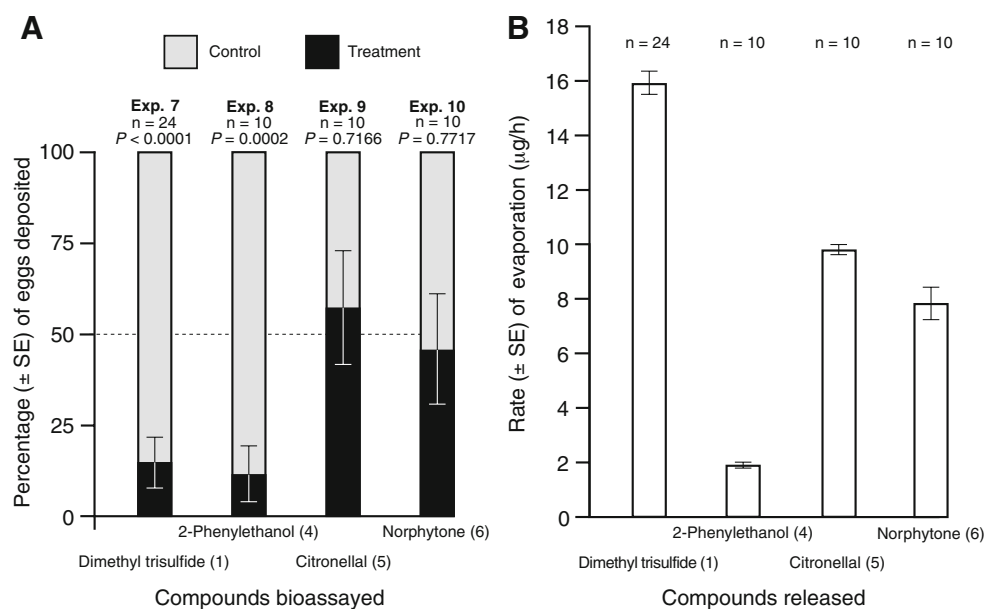 A
Control
Treatment
Exp. 7
n = 24
P < 0.0001
Exp. 8
n = 10
P = 0.0002
Exp. 9
n = 10
P = 0.7166
Exp. 10
n = 10
P = 0.7717
Percentage (± SE) of eggs deposited
100
75
50
25
0
2-Phenylethanol (4)
Norphytone (6)
Dimethyl trisulfide (1)
Citronellal (5)
Compounds bioassayed
B
n = 24
n = 10
n = 10
n = 10
Rate (± SE) of evaporation (μg/h)
18
16
14
12
10
8
6
4
2
0
2-Phenylethanol (4)
Norphytone (6)
Dimethyl trisulfide (1)
Citronellal (5)
Compounds released